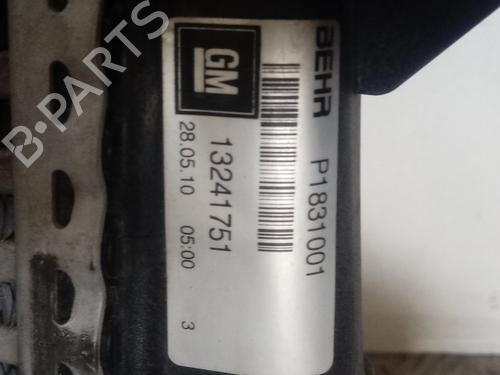 GM
BEHR
13241751
P1831001
28.05.10 05:00 3
B-PARTS